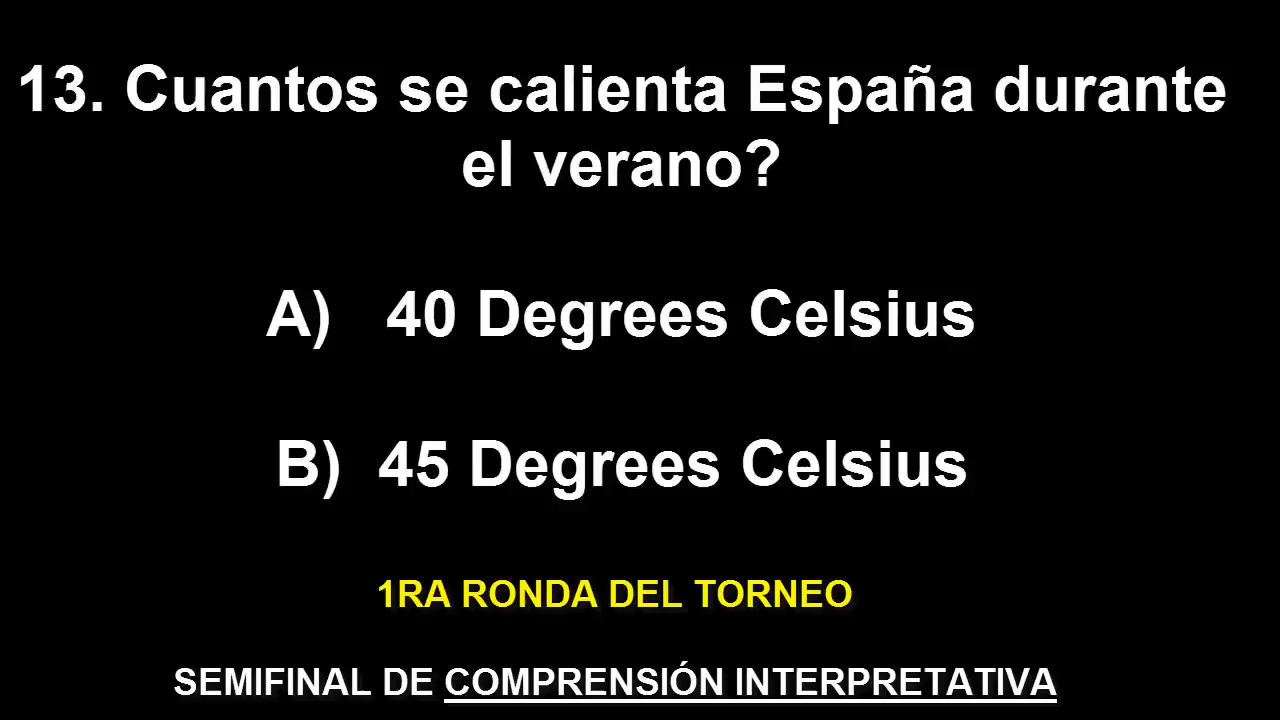 13. Cuantos se calienta España durante
el verano?
A) 40 Degrees Celsius
B) 45 Degrees Celsius
1RA RONDA DEL TORNEO
SEMIFINAL DE COMPRENSIÓN INTERPRETATIVA